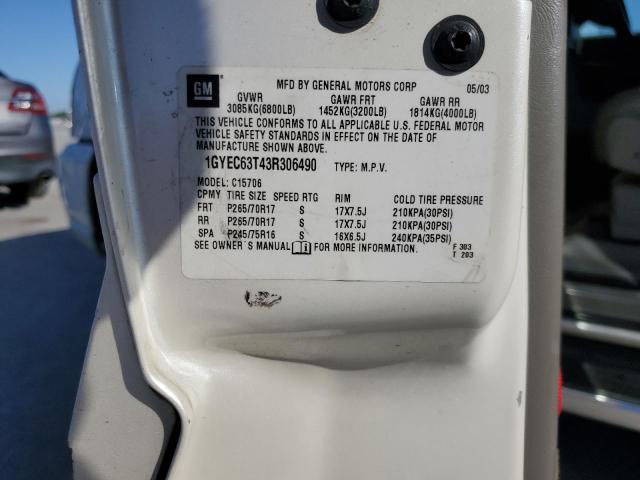 GM
MFD BY GENERAL MOTORS CORP 05/03
GVWR GAWR FRT GAWR RR
3085KG(6800LB) 1452KG(3200LB) 1814KG(4000LB)
THIS VEHICLE CONFORMS TO ALL APPLICABLE U.S. FEDERAL MOTOR
VEHICLE SAFETY STANDARDS IN EFFECT ON THE DATE OF
MANUFACTURE SHOWN ABOVE.
1GYEC63T43R306490 TYPE: M.P.V.
MODEL: C15706
CPMY TIRE SIZE SPEED RTG RIM COLD TIRE PRESSURE
FRT P265/70R17 S 17X7.5J 210KPA(30PSI)
RR P265/70R17 S 17X7.5J 210KPA(30PSI)
SPA P245/75R16 S 16X6.5J 240KPA(35PSI)
SEE OWNER'S MANUAL FOR MORE INFORMATION.
F 303
T 203